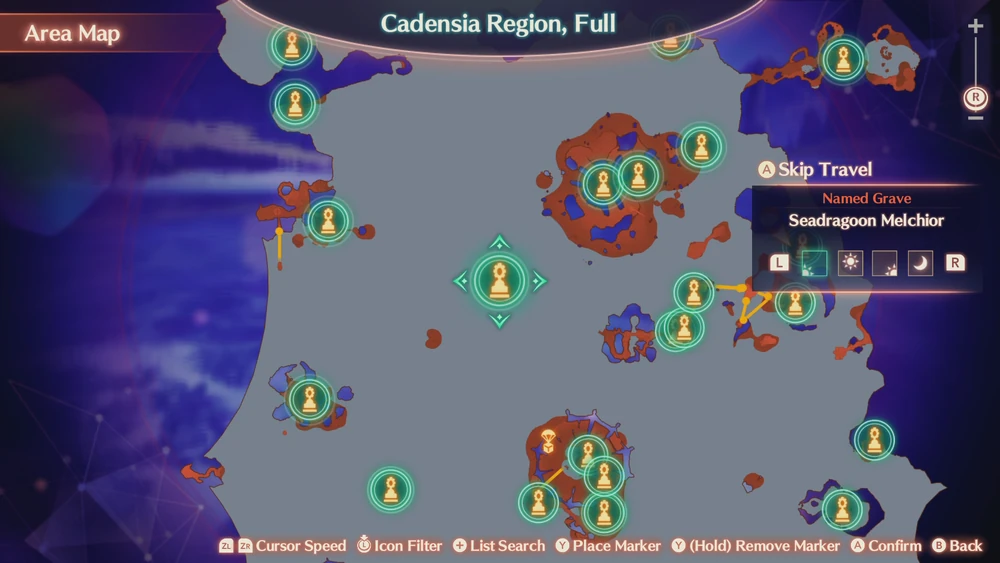 Area Map
Cadensia Region, Full
+
R
−
A Skip Travel
Named Grave
Seadragoon Melchior
L R
ZL ZR Cursor Speed L Icon Filter + List Search Y Place Marker Y (Hold) Remove Marker A Confirm B Back